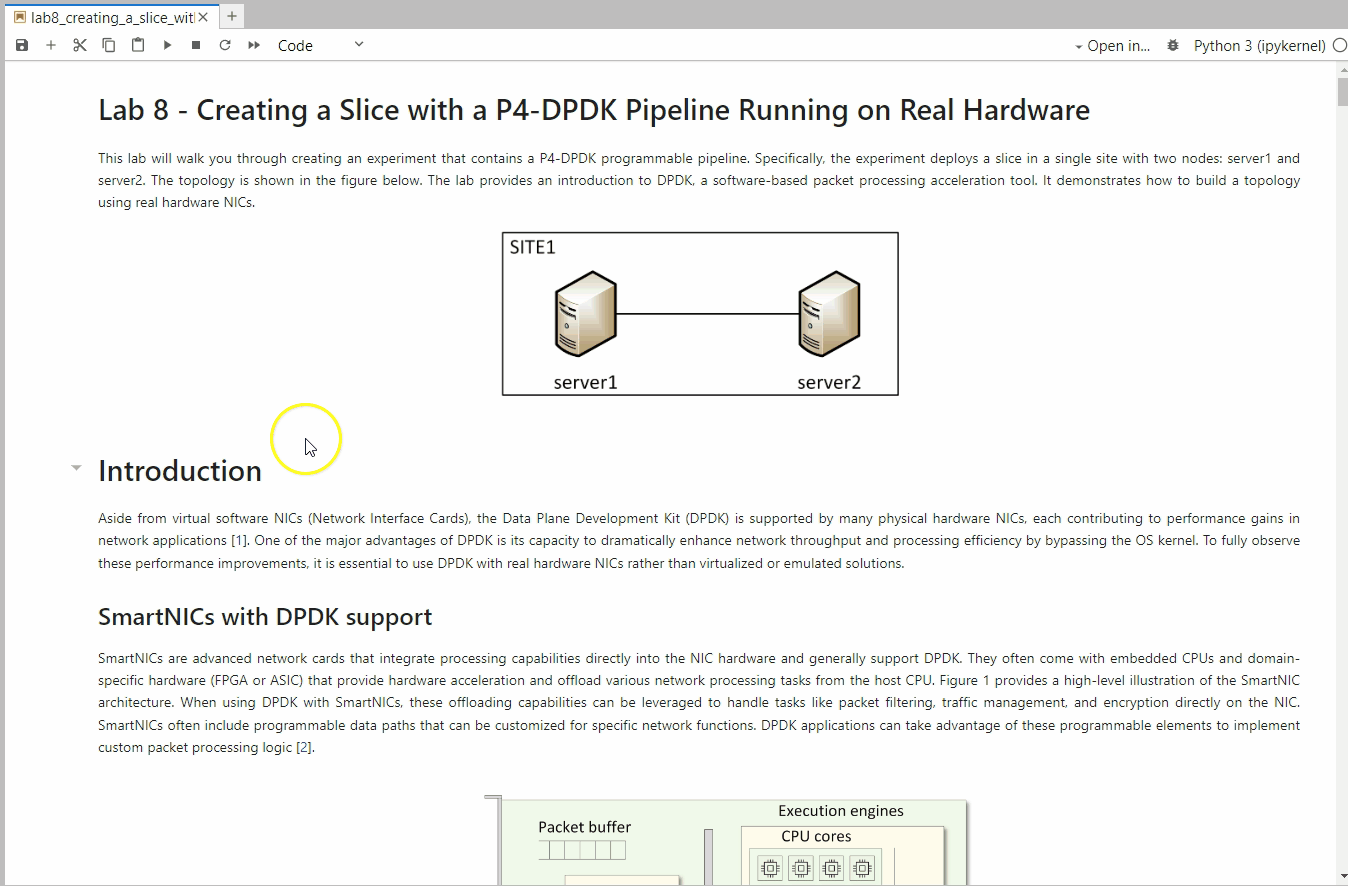 lab8_creating_a_slice_wit
Code
Open in...
Python 3 (ipykernel)
Lab 8 - Creating a Slice with a P4-DPDK Pipeline Running on Real Hardware
This lab will walk you through creating an experiment that contains a P4-DPDK programmable pipeline. Specifically, the experiment deploys a slice in a single site with two nodes: server1 and
server2. The topology is shown in the figure below. The lab provides an introduction to DPDK, a software-based packet processing acceleration tool. It demonstrates how to build a topology
using real hardware NICs.
SITE1
server1
server2
Introduction
Aside from virtual software NICs (Network Interface Cards), the Data Plane Development Kit (DPDK) is supported by many physical hardware NICs, each contributing to performance gains in
network applications [1]. One of the major advantages of DPDK is its capacity to dramatically enhance network throughput and processing efficiency by bypassing the OS kernel. To fully observe
these performance improvements, it is essential to use DPDK with real hardware NICs rather than virtualized or emulated solutions.
SmartNICs with DPDK support
SmartNICs are advanced network cards that integrate processing capabilities directly into the NIC hardware and generally support DPDK. They often come with embedded CPUs and domain-
specific hardware (FPGA or ASIC) that provide hardware acceleration and offload various network processing tasks from the host CPU. Figure 1 provides a high-level illustration of the SmartNIC
architecture. When using DPDK with SmartNICs, these offloading capabilities can be leveraged to handle tasks like packet filtering, traffic management, and encryption directly on the NIC.
SmartNICs often include programmable data paths that can be customized for specific network functions. DPDK applications can take advantage of these programmable elements to implement
custom packet processing logic [2].
Execution engines
Packet buffer
CPU cores